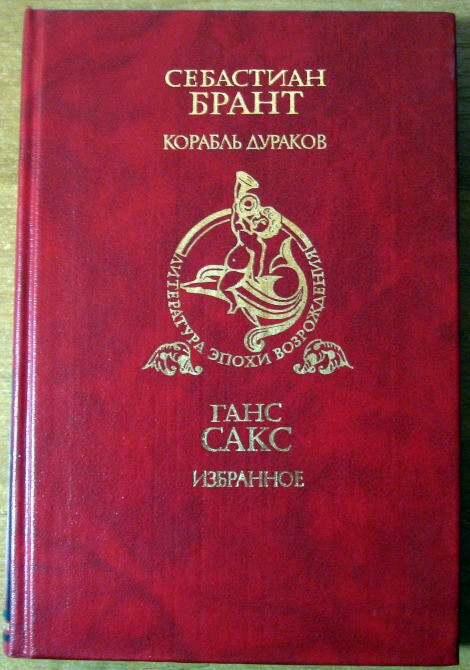 СЕБАСТИАН
БРАНТ
КОРАБЛЬ ДУРАКОВ
ЛИТЕРАТУРА ЭПОХИ ВОЗРОЖДЕНИЯ
ГАНС
САКС
ИЗБРАННОЕ